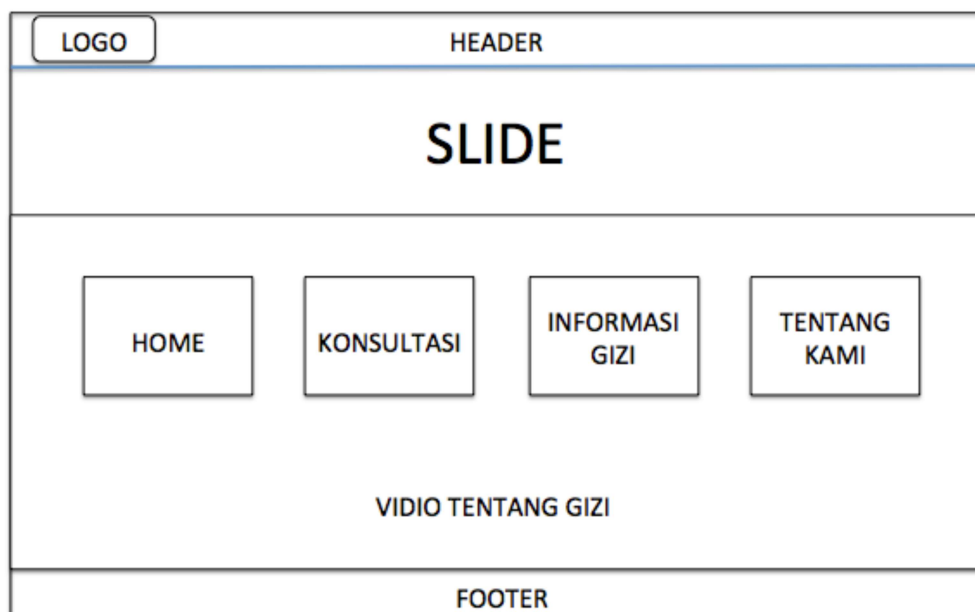 LOGO
HEADER
SLIDE
HOME
KONSULTASI
INFORMASI
GIZI
TENTANG
KAMI
VIDIO TENTANG GIZI
FOOTER